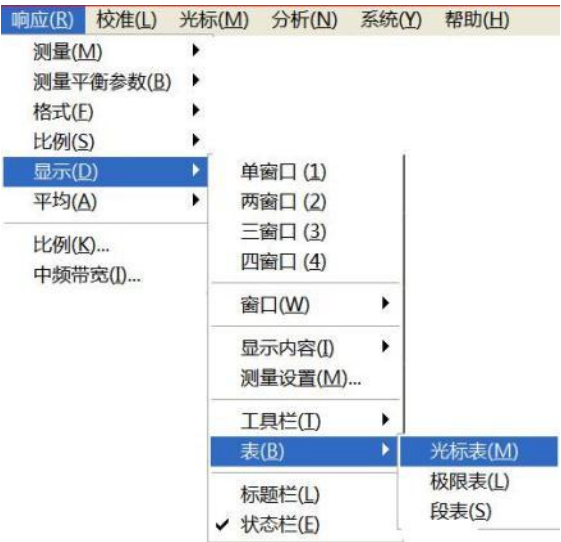 响应(R) 校准(L) 光标(M) 分析(N) 系统(Y) 帮助(H)
测量(M)
测量平衡参数(B)
格式(F)
比例(S)
显示(D)
平均(A)
比例(K)...
中频带宽(I)...
单窗口 (1)
两窗口 (2)
三窗口 (3)
四窗口 (4)
窗口(W)
显示内容(I)
测量设置(M)...
工具栏(T)
表(B)
标题栏(L)
状态栏(E)
光标表(M)
极限表(L)
段表(S)